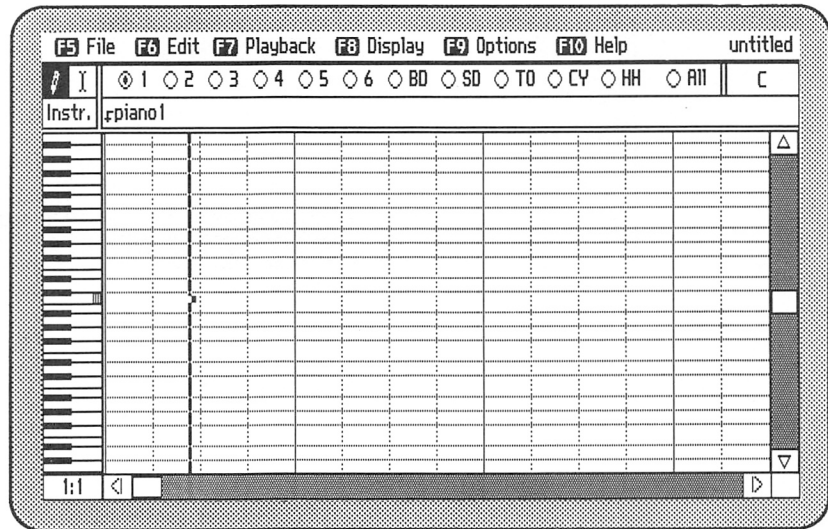 F5 File F6 Edit F7 Playback F8 Display F9 Options F10 Help untitled
1 2 3 4 5 6 BD SD TO CY HH All C
Instr. piano1
1:1